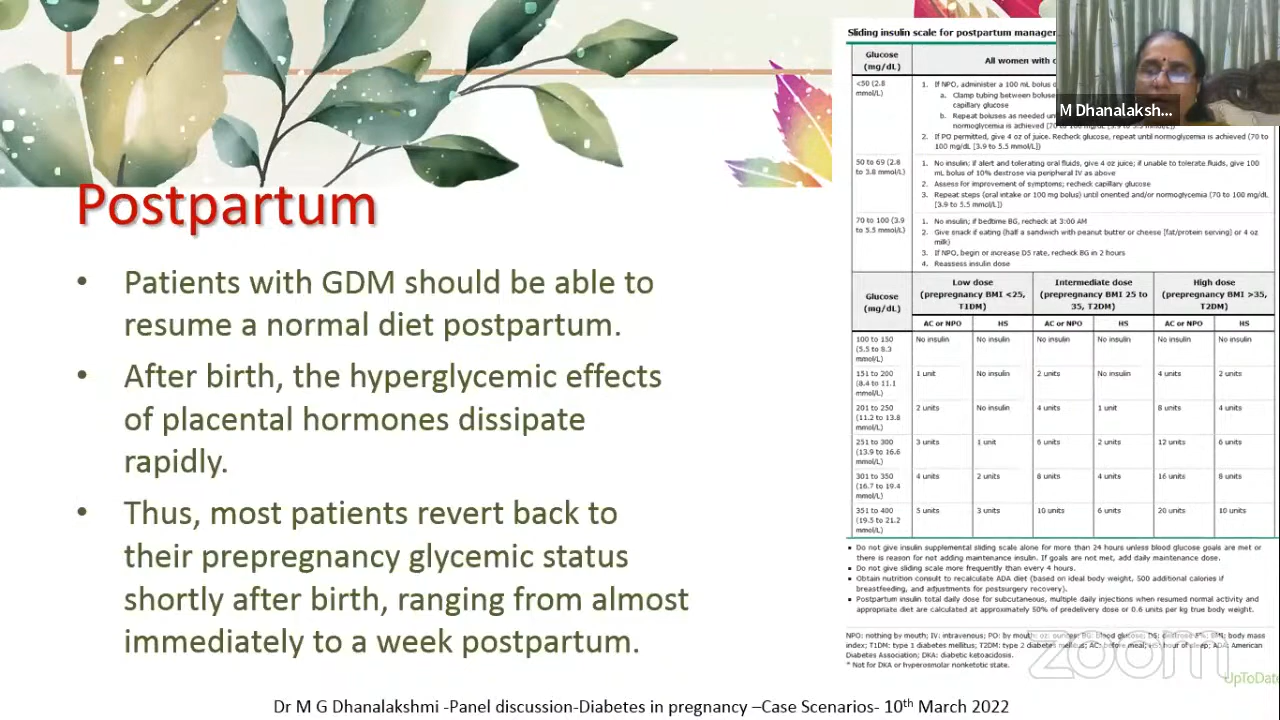 Postpartum
• Patients with GDM should be able to
resume a normal diet postpartum.
• After birth, the hyperglycemic effects
of placental hormones dissipate
rapidly.
• Thus, most patients revert back to
their prepregnancy glycemic status
shortly after birth, ranging from almost
immediately to a week postpartum.
Sliding insulin scale for postpartum manager
Glucose
(mg/dL)
All women with
<50 (2.8
mmol/L)
1. If NPO, administer a 100 mL bolus
a. Clamp tubing between boluse
capillary glucose
b. Repeat boluses as needed
normoglycemia is achieved
2. If PO permitted, give 4 oz of juice. Recheck glucose, repeat until normoglycemia is achieved (70 to
100 mg/dL [3.9 to 5.5 mmol/L])
50 to 69 (2.8
to 3.8 mmol/L)
1. No insulin; if alert and tolerating oral fluids, give 4 oz juice; if unable to tolerate fluids, give 100
mL bolus of 10% dextrose via peripheral IV as above
2. Assess for improvement of symptoms; recheck capillary glucose
3. Repeat steps (oral intake or 100 mg bolus) until oriented and/or normoglycemia (70 to 100 mg/dL
[3.9 to 5.5 mmol/L])
70 to 100 (3.9
to 5.5 mmol/L)
1. No insulin; if bedtime BG, recheck at 3:00 AM
2. Give snack if eating (half a sandwich with peanut butter or cheese [fat/protein serving] or 4 oz
milk)
3. If NPO, begin or increase D5 rate, recheck BG in 2 hours
4. Reassess insulin dose
Glucose
(mg/dL)
Low dose
(prepregnancy BMI <25,
T1DM)
Intermediate dose
(prepregnancy BMI 25 to
35, T2DM)
High dose
(prepregnancy BMI >35,
T2DM)
AC or NPO HS AC or NPO HS AC or NPO HS
100 to 150
(5.5 to 8.3
mmol/L)
No insulin No insulin No insulin No insulin No insulin No insulin
151 to 200
(8.4 to 11.1
mmol/L)
1 unit No insulin 2 units No insulin 4 units 2 units
201 to 250
(11.2 to 13.8
mmol/L)
2 units No insulin 4 units 1 unit 8 units 4 units
251 to 300
(13.9 to 16.6
mmol/L)
3 units 1 unit 6 units 2 units 12 units 6 units
301 to 350
(16.7 to 19.4
mmol/L)
4 units 2 units 8 units 4 units 16 units 8 units
351 to 400
(19.5 to 21.2
mmol/L)
5 units 3 units 10 units 6 units 20 units 10 units
▪ Do not give insulin supplemental sliding scale alone for more than 24 hours unless blood glucose goals are met or
there is reason for not adding maintenance insulin. If goals are not met, add daily maintenance dose.
▪ Do not give sliding scale more frequently than every 4 hours.
▪ Obtain nutrition consult to recalculate ADA diet (based on ideal body weight, 500 additional calories if
breastfeeding, and adjustments for postsurgery recovery).
▪ Postpartum insulin total daily dose for subcutaneous, multiple daily injections when resumed normal activity and
appropriate diet are calculated at approximately 50% of predelivery dose or 0.6 units per kg true body weight.
NPO: nothing by mouth; IV: intravenous; PO: by mouth; oz: ounces; BG: blood glucose; D5: dextrose 5%; BMI: body mass
index; T1DM: type 1 diabetes mellitus; T2DM: type 2 diabetes mellitus; AC: before meal; HS: hour of sleep; ADA: American
Diabetes Association; DKA: diabetic ketoacidosis.
* Not for DKA or hyperosmolar nonketotic state.
M Dhanalaksh...
zoom
UpToDate
Dr M G Dhanalakshmi -Panel discussion-Diabetes in pregnancy –Case Scenarios- 10th March 2022